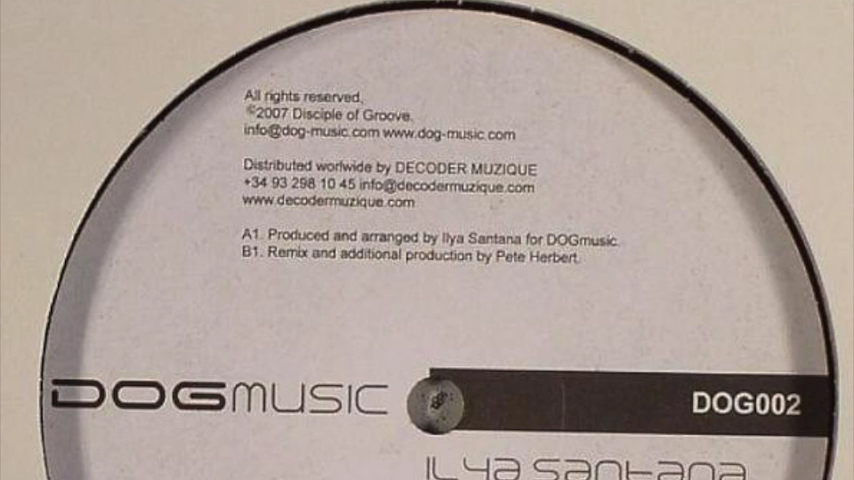 All rights reserved,
©2007 Disciple of Groove.
info@dog-music.com www.dog-music.com
Distributed worlwide by DECODER MUZIQUE
+34 93 298 10 45 info@decodermuzique.com
www.decodermuzique.com
A1. Produced and arranged by Ilya Santana for DOGmusic.
B1. Remix and additional production by Pete Herbert.
DOGMUSIC
DOG002
ILYA SANTANA